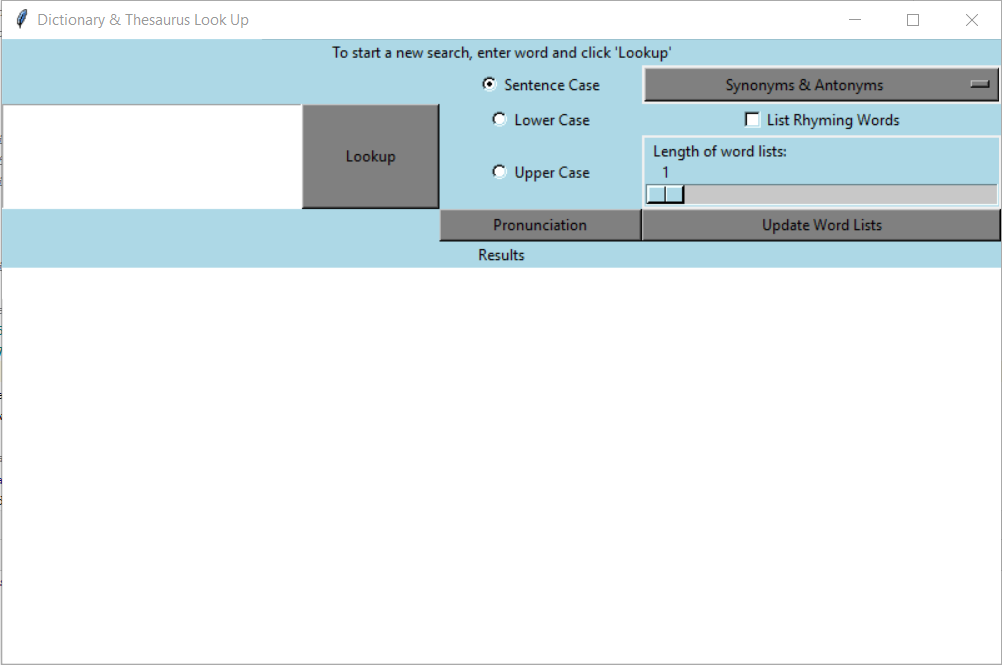 Dictionary & Thesaurus Look Up
To start a new search, enter word and click 'Lookup'
Sentence Case
Synonyms & Antonyms
Lower Case
List Rhyming Words
Lookup
Length of word lists:
1
Upper Case
Pronunciation
Update Word Lists
Results